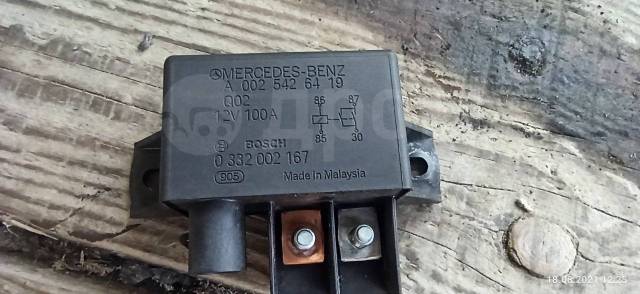 MERCEDES-BENZ
A 002 542 64 19
Q02
12V 100A
86 87
85 30
BOSCH
0 332 002 167
905 Made in Malaysia
18.08.2021 12:25